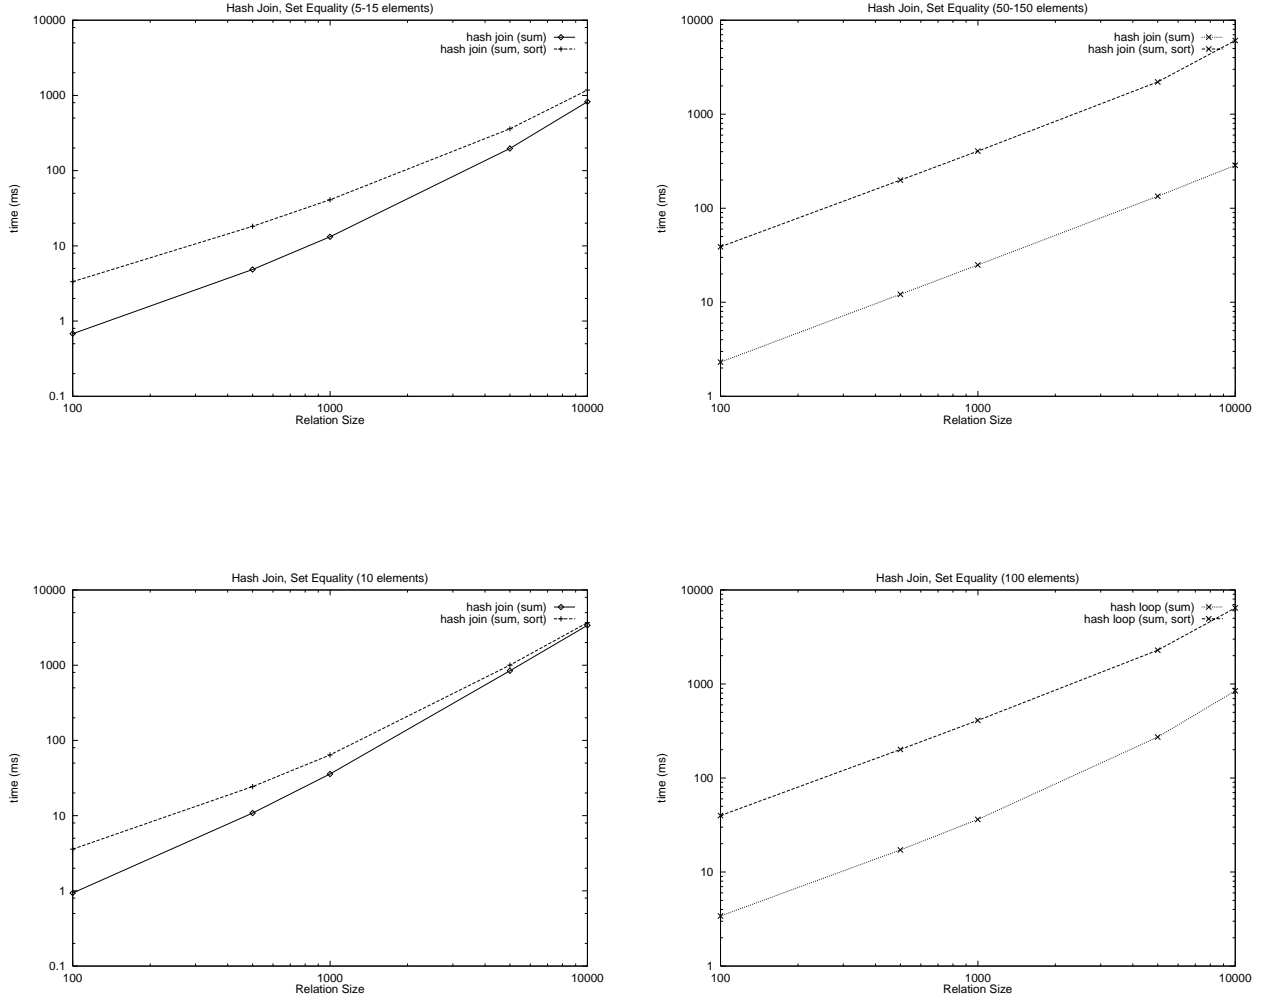 Hash Join, Set Equality (5-15 elements)
10000
1000
100
10
1
0.1
time (ms)
hash join (sum)
hash join (sum, sort)
100
1000
10000
Relation Size
Hash Join, Set Equality (50-150 elements)
10000
1000
100
10
1
time (ms)
hash join (sum)
hash join (sum, sort)
100
1000
10000
Relation Size
Hash Join, Set Equality (10 elements)
10000
1000
100
10
1
0.1
time (ms)
hash join (sum)
hash join (sum, sort)
100
1000
10000
Relation Size
Hash Join, Set Equality (100 elements)
10000
1000
100
10
1
time (ms)
hash loop (sum)
hash loop (sum, sort)
100
1000
10000
Relation Size